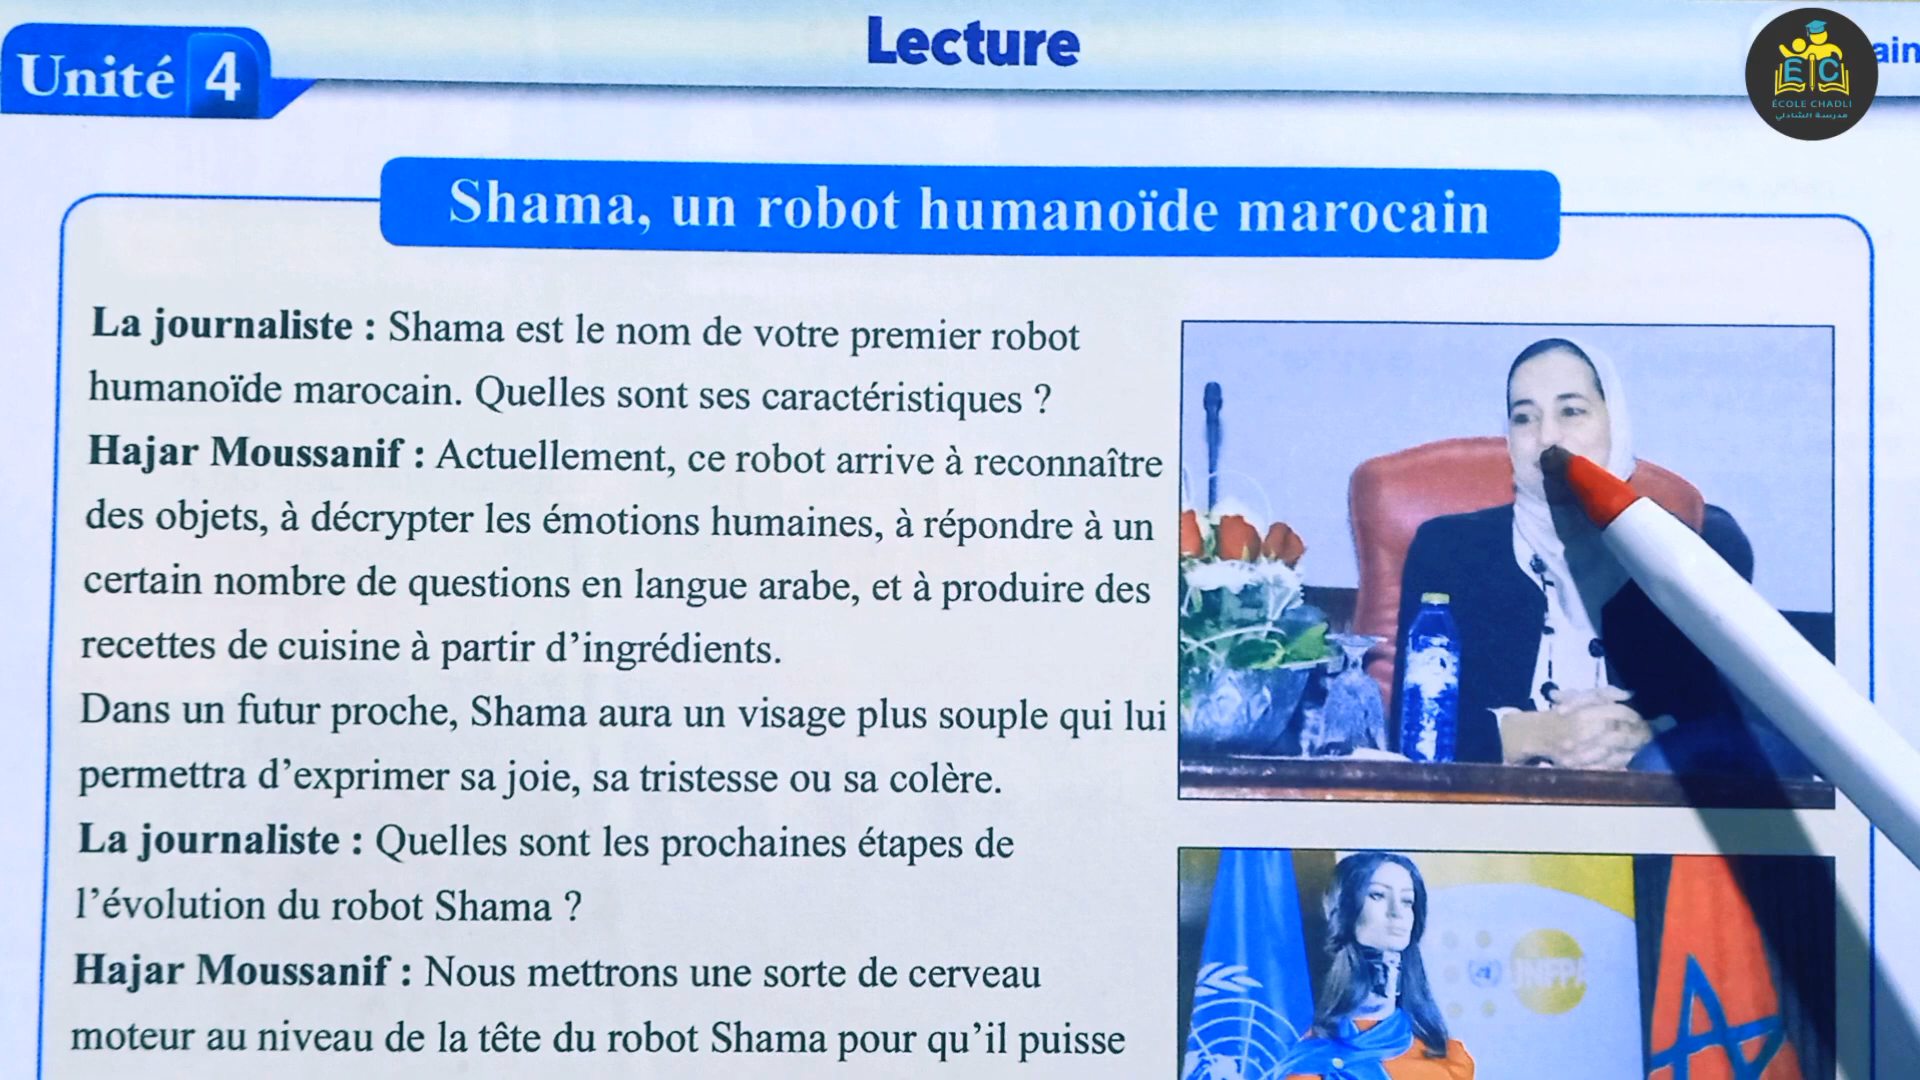 Unité 4
Lecture
ain
ÉCOLE CHADLI
مدرسة الشادلي
Shama, un robot humanoïde marocain
La journaliste : Shama est le nom de votre premier robot
humanoïde marocain. Quelles sont ses caractéristiques ?
Hajar Moussanif : Actuellement, ce robot arrive à reconnaître
des objets, à décrypter les émotions humaines, à répondre à un
certain nombre de questions en langue arabe, et à produire des
recettes de cuisine à partir d'ingrédients.
Dans un futur proche, Shama aura un visage plus souple qui lui
permettra d'exprimer sa joie, sa tristesse ou sa colère.
La journaliste : Quelles sont les prochaines étapes de
l'évolution du robot Shama ?
Hajar Moussanif : Nous mettrons une sorte de cerveau
moteur au niveau de la tête du robot Shama pour qu'il puisse
UNFPA